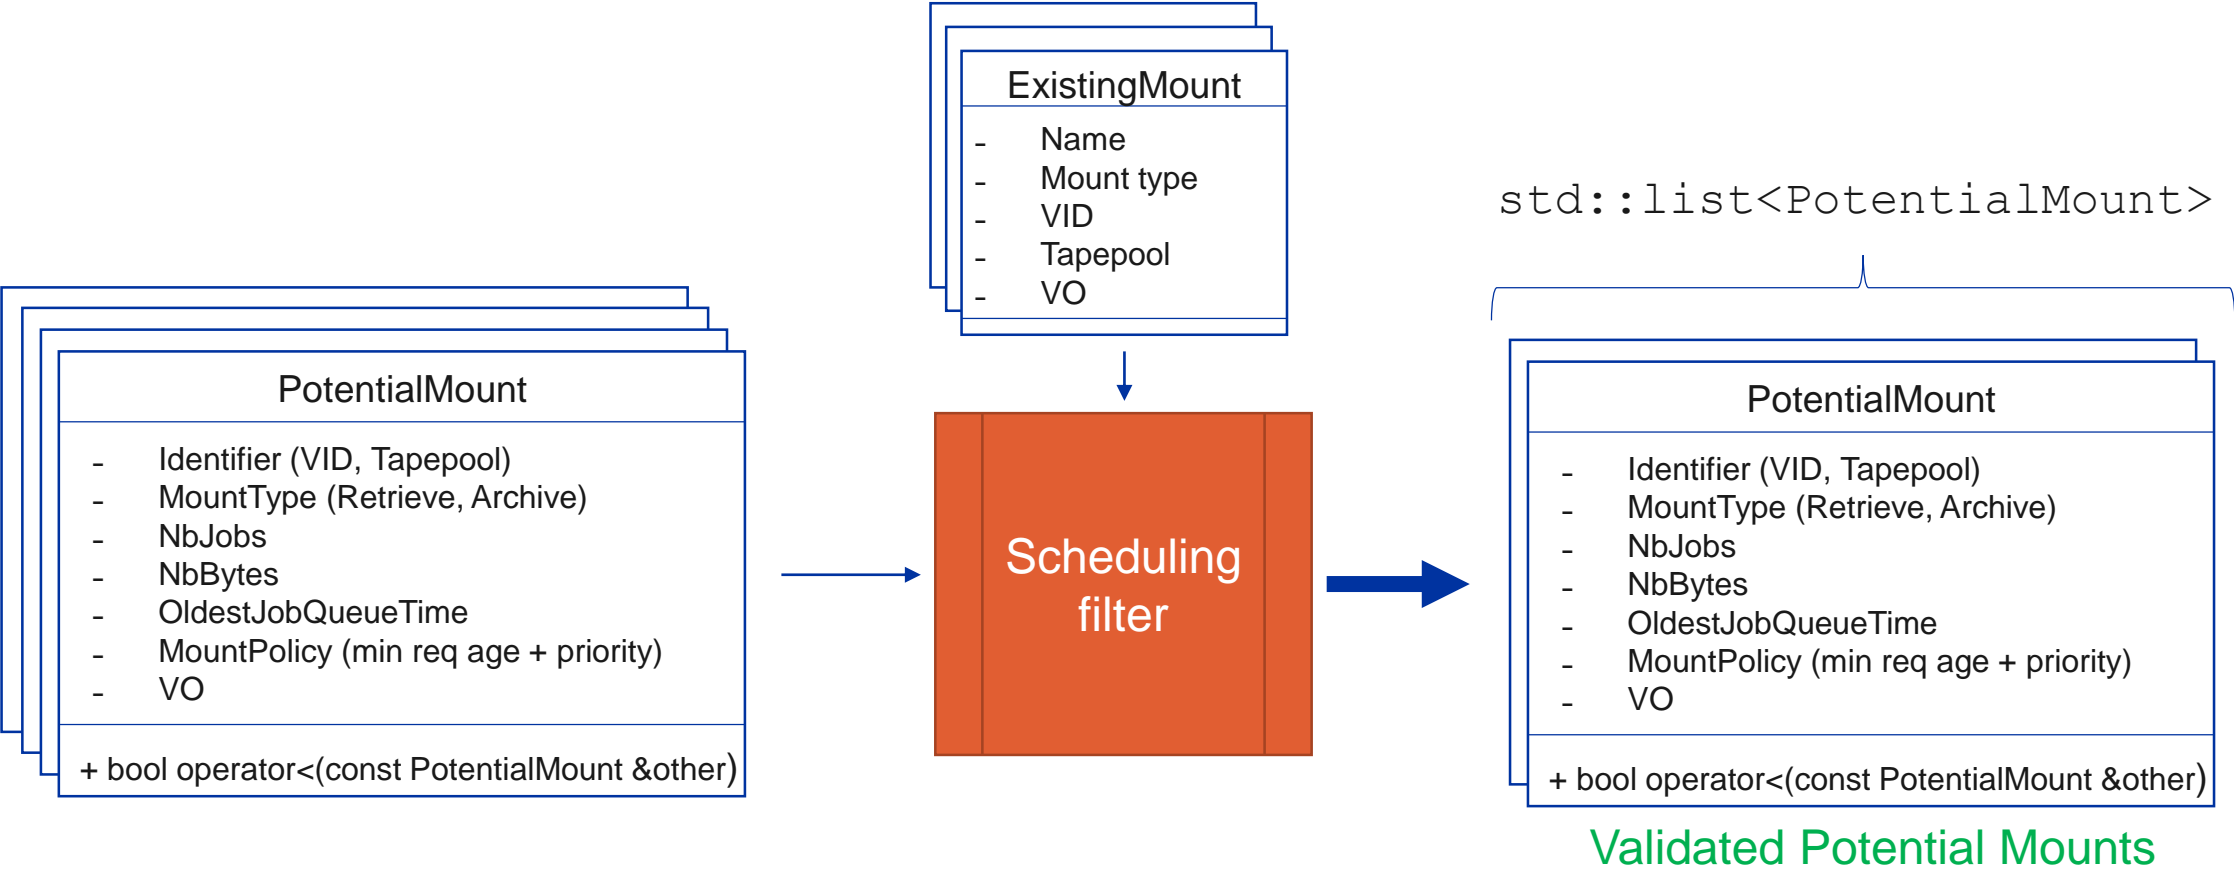 ExistingMount
- Name
- Mount type
- VID
- Tapepool
- VO
std::list<PotentialMount>
PotentialMount
- Identifier (VID, Tapepool)
- MountType (Retrieve, Archive)
- NbJobs
- NbBytes
- OldestJobQueueTime
- MountPolicy (min req age + priority)
- VO
+ bool operator<(const PotentialMount &other)
Scheduling
filter
PotentialMount
- Identifier (VID, Tapepool)
- MountType (Retrieve, Archive)
- NbJobs
- NbBytes
- OldestJobQueueTime
- MountPolicy (min req age + priority)
- VO
+ bool operator<(const PotentialMount &other)
Validated Potential Mounts